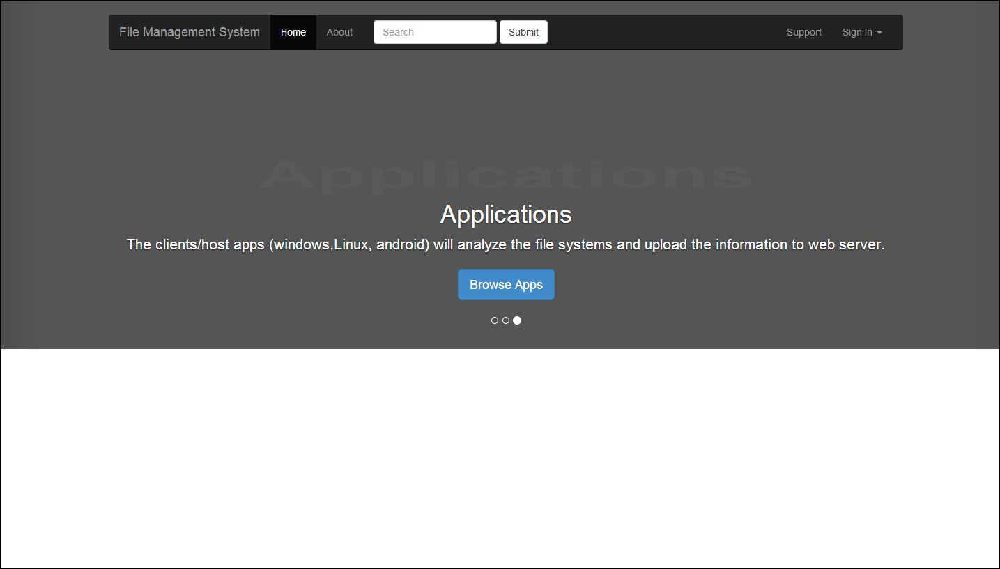 File Management System Home About Search Submit Support Sign In
Applications
Applications
The clients/host apps (windows,Linux, android) will analyze the file systems and upload the information to web server.
Browse Apps